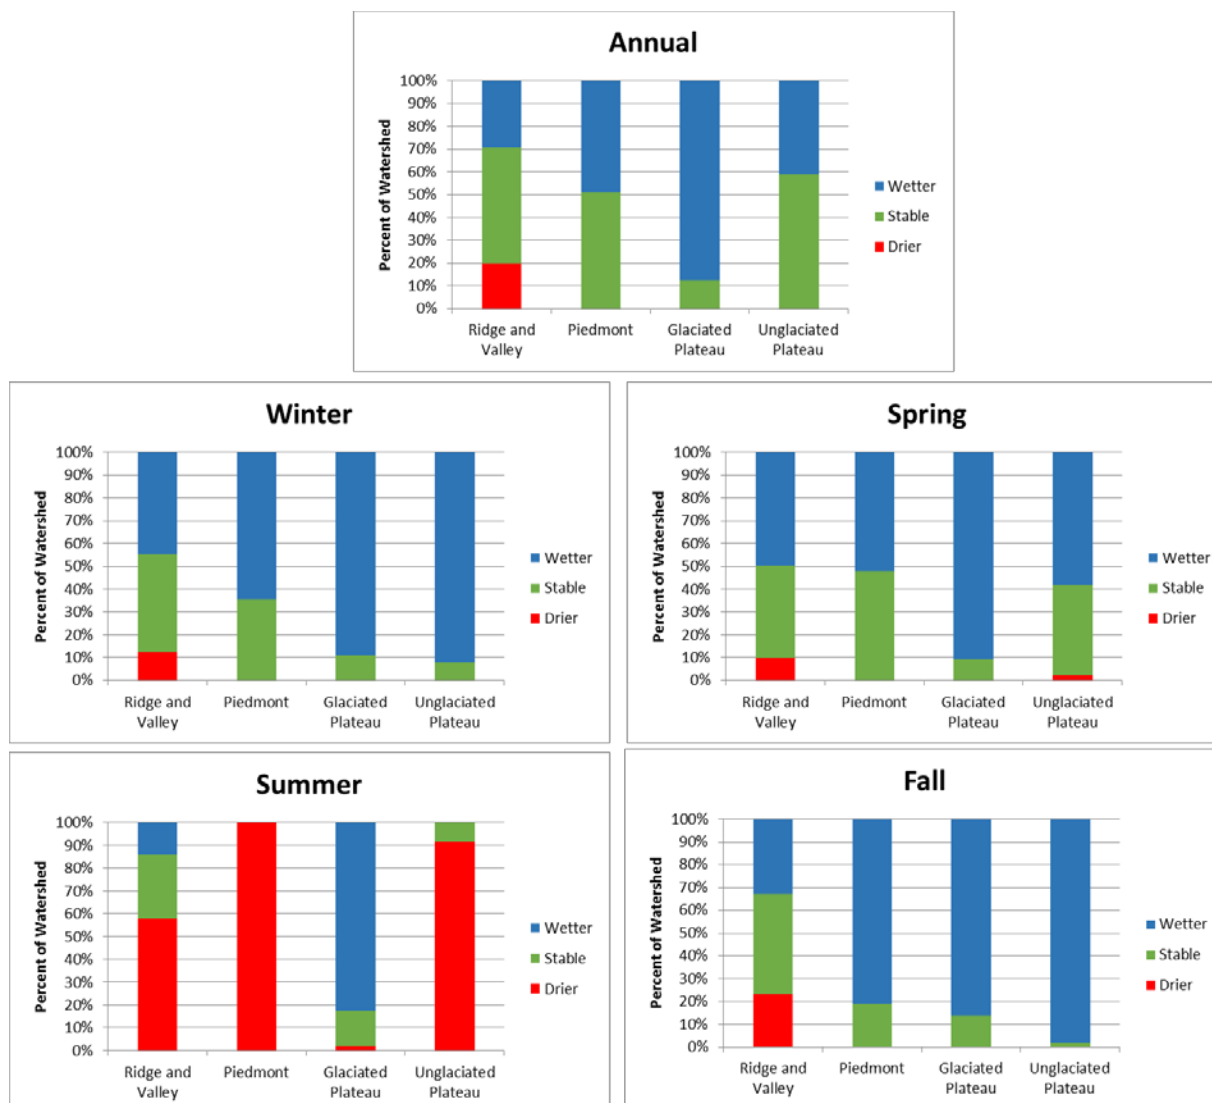 Annual
Percent of Watershed
100%
90%
80%
70%
60%
50%
40%
30%
20%
10%
0%
Ridge and
Valley
Piedmont
Glaciated
Plateau
Unglaciated
Plateau
Wetter
Stable
Drier
Winter
Percent of Watershed
100%
90%
80%
70%
60%
50%
40%
30%
20%
10%
0%
Ridge and
Valley
Piedmont
Glaciated
Plateau
Unglaciated
Plateau
Wetter
Stable
Drier
Spring
Percent of Watershed
100%
90%
80%
70%
60%
50%
40%
30%
20%
10%
0%
Ridge and
Valley
Piedmont
Glaciated
Plateau
Unglaciated
Plateau
Wetter
Stable
Drier
Summer
Percent of Watershed
100%
90%
80%
70%
60%
50%
40%
30%
20%
10%
0%
Ridge and
Valley
Piedmont
Glaciated
Plateau
Unglaciated
Plateau
Wetter
Stable
Drier
Fall
Percent of Watershed
100%
90%
80%
70%
60%
50%
40%
30%
20%
10%
0%
Ridge and
Valley
Piedmont
Glaciated
Plateau
Unglaciated
Plateau
Wetter
Stable
Drier